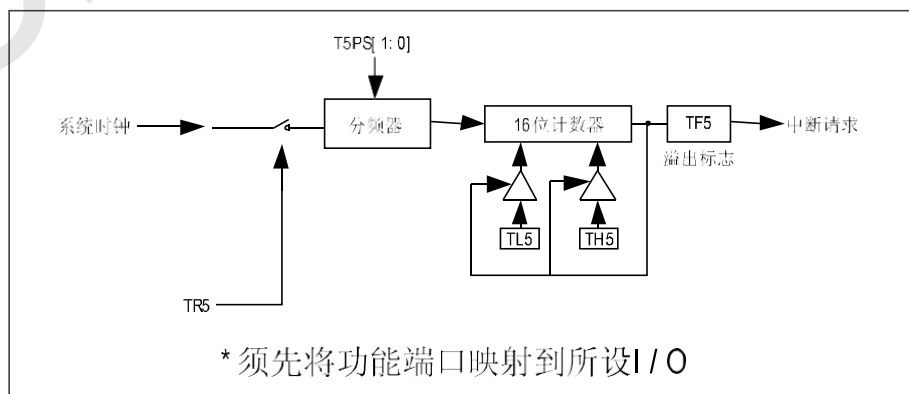 T5PS[ 1: 0]
系统时钟
分频器
16位计数器
TF5
中断请求
溢出标志
TL5
TH5
TR5
* 须先将功能端口映射到所设I / O